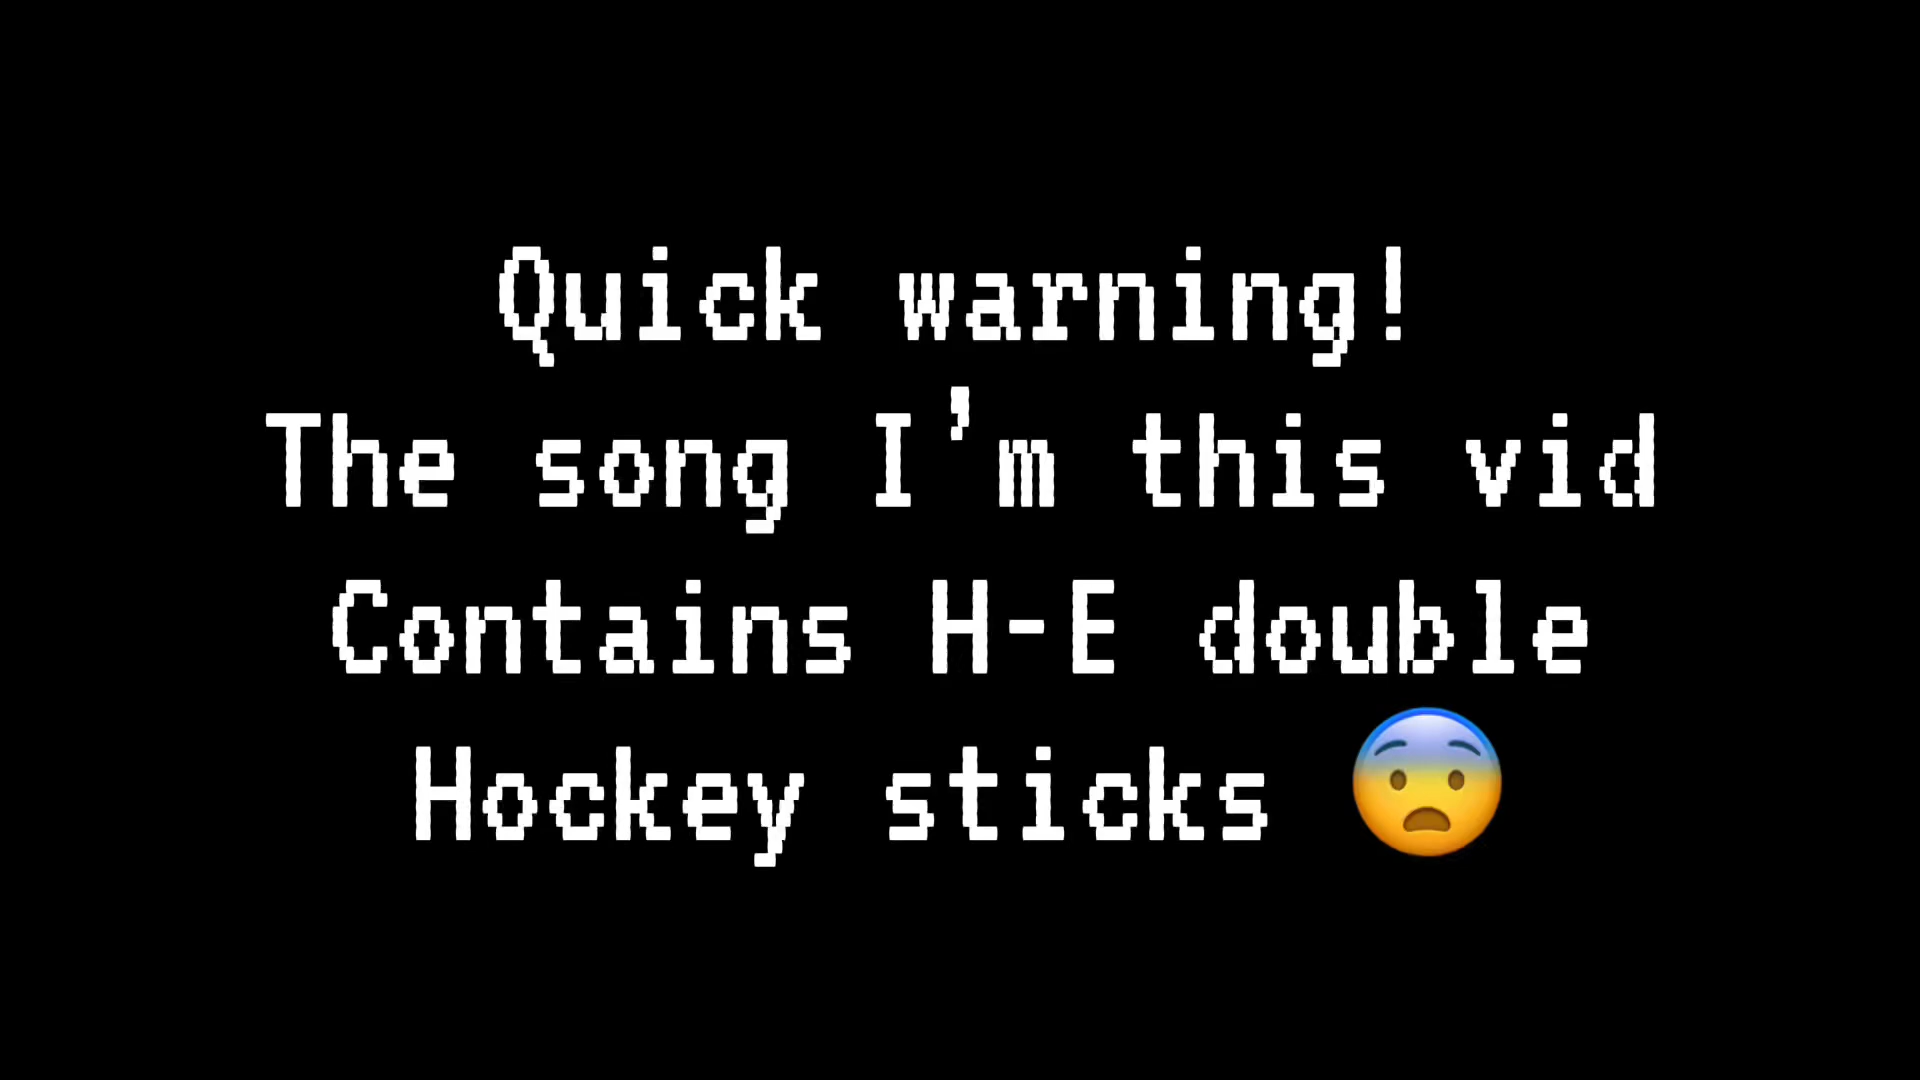 Quick warning!
The song I'm this vid
Contains H-E double
Hockey sticks 😨